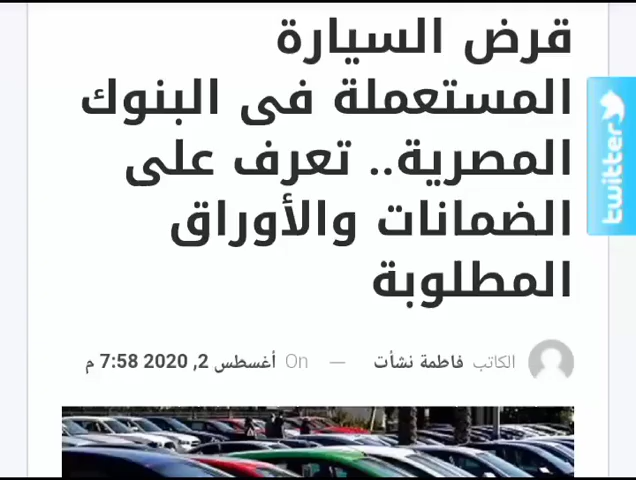 قرض السيارة
المستعملة فى البنوك
المصرية.. تعرف على
الضمانات والأوراق
المطلوبة
الكاتب فاطمة نشأت — On أغسطس 2, 2020 7:58 م
twitter